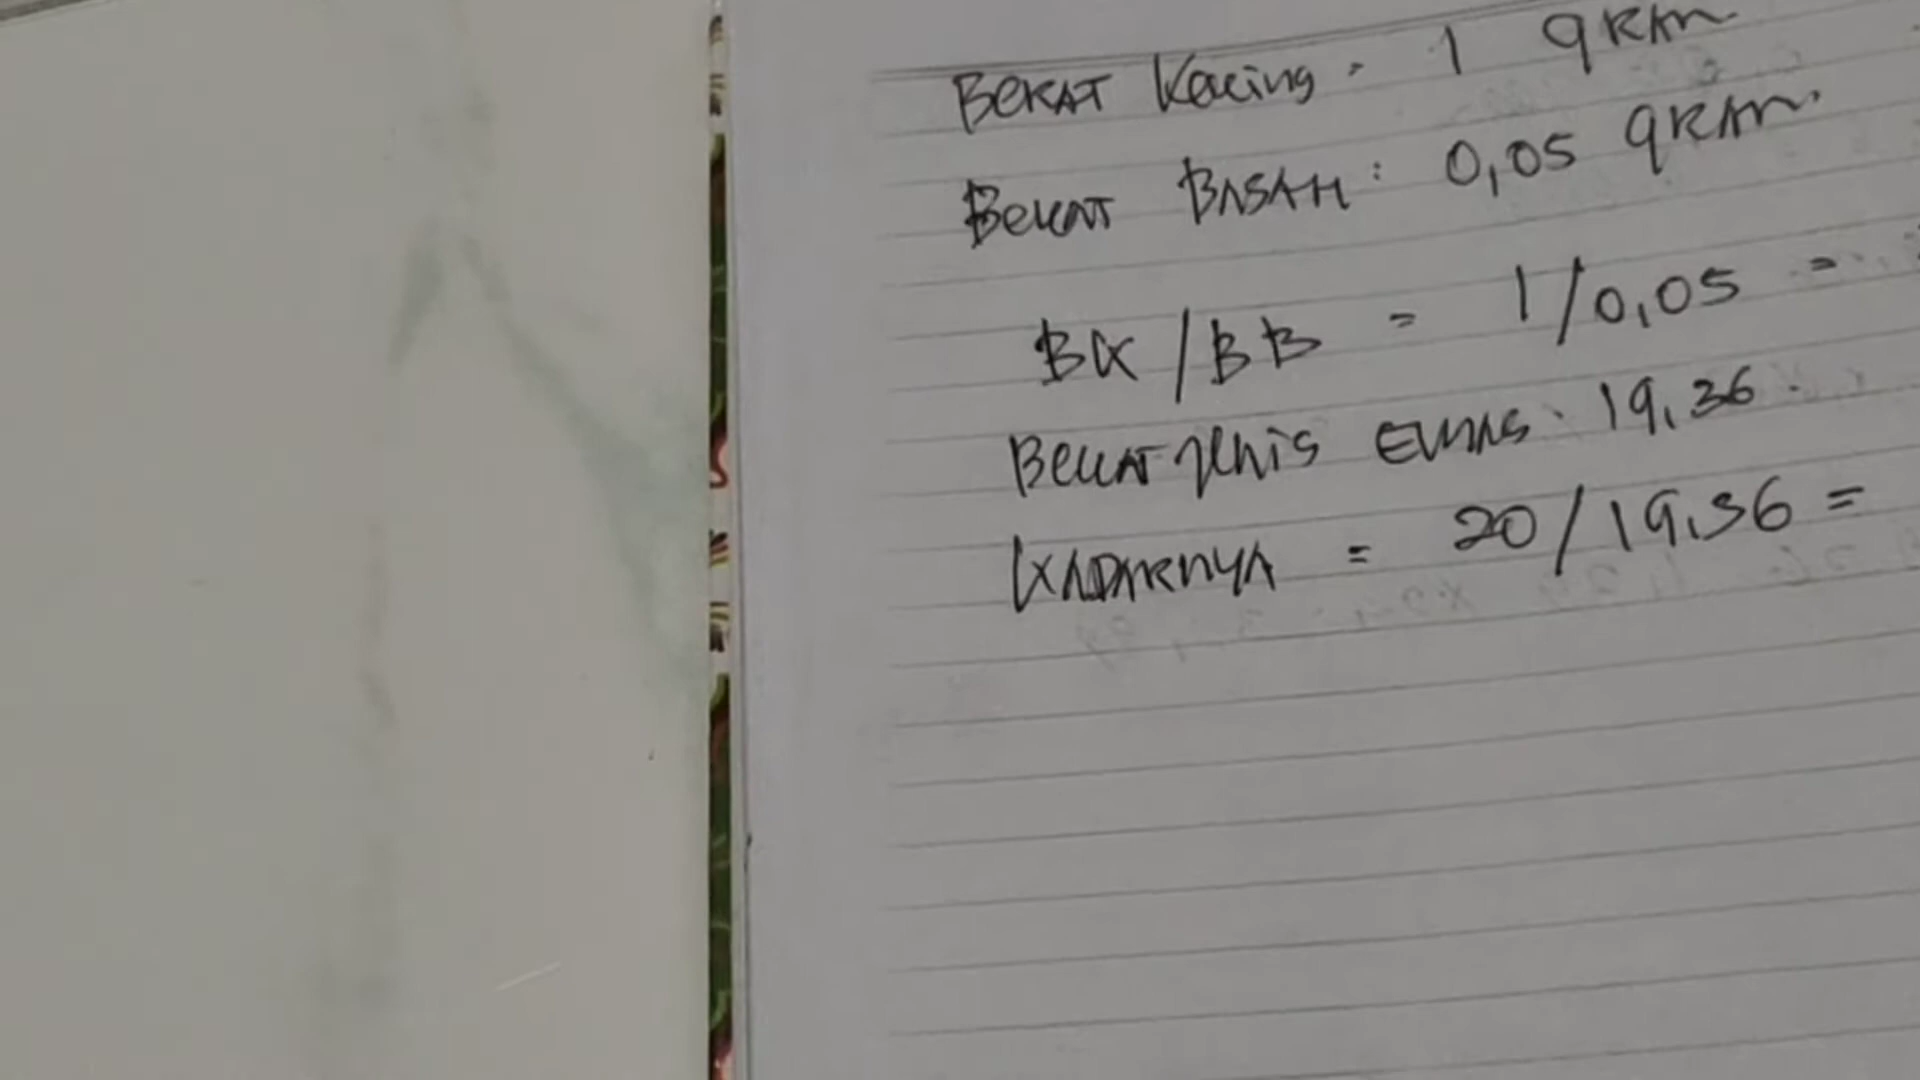 BERAT Kering : 1 gram
BERAT BASAH : 0,05 gram.
BK / BB = 1 / 0,05 =
BERAT Jenis EMAS : 19,36.
KADARNYA = 20 / 19,36 =